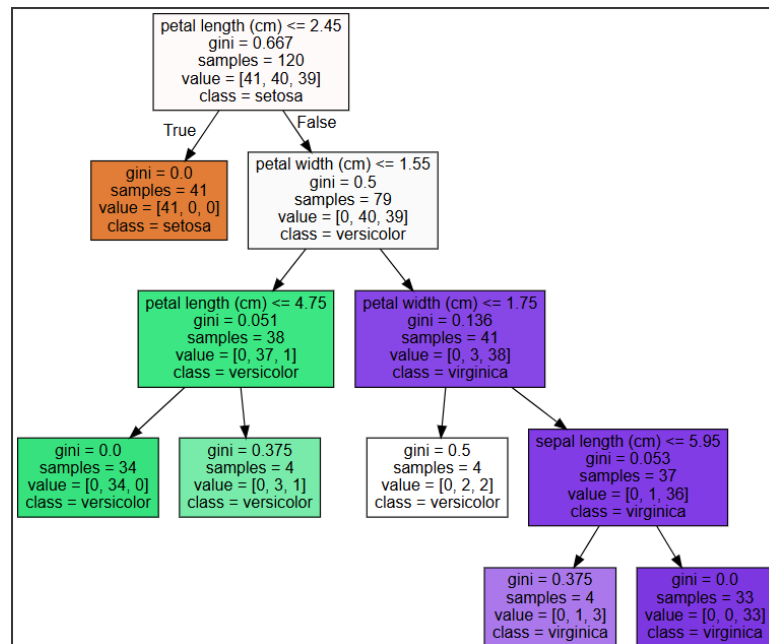 petal length (cm) <= 2.45
gini = 0.667
samples = 120
value = [41, 40, 39]
class = setosa
True
False
gini = 0.0
samples = 41
value = [41, 0, 0]
class = setosa
petal width (cm) <= 1.55
gini = 0.5
samples = 79
value = [0, 40, 39]
class = versicolor
petal length (cm) <= 4.75
gini = 0.051
samples = 38
value = [0, 37, 1]
class = versicolor
petal width (cm) <= 1.75
gini = 0.136
samples = 41
value = [0, 3, 38]
class = virginica
gini = 0.0
samples = 34
value = [0, 34, 0]
class = versicolor
gini = 0.375
samples = 4
value = [0, 3, 1]
class = versicolor
gini = 0.5
samples = 4
value = [0, 2, 2]
class = versicolor
sepal length (cm) <= 5.95
gini = 0.053
samples = 37
value = [0, 1, 36]
class = virginica
gini = 0.375
samples = 4
value = [0, 1, 3]
class = virginica
gini = 0.0
samples = 33
value = [0, 0, 33]
class = virginica